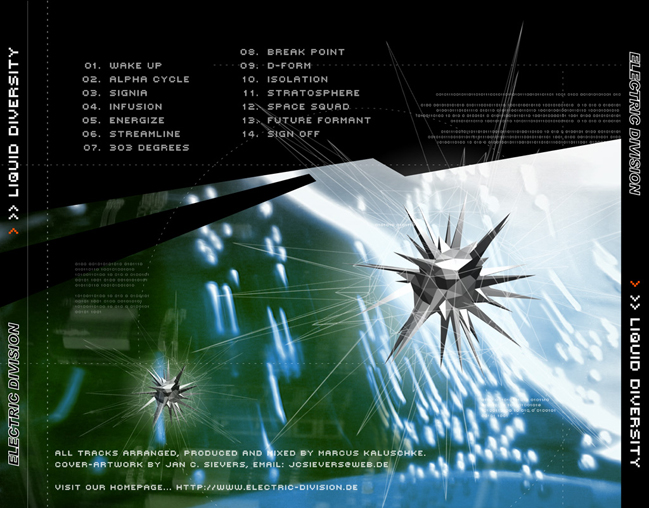 >> LIQUID DIVERSITY
ELECTRIC DIVISION
01. WAKE UP
02. ALPHA CYCLE
03. SIGNIA
04. INFUSION
05. ENERGIZE
06. STREAMLINE
07. 303 DEGREES
08. BREAK POINT
09. D-FORM
10. ISOLATION
11. STRATOSPHERE
12. SPACE SQUAD
13. FUTURE FORMANT
14. SIGN OFF
ALL TRACKS ARRANGED, PRODUCED AND MIXED BY MARCUS KALUSCHKE.
COVER-ARTWORK BY JAN C. SIEVERS, EMAIL: JCSIEVERS@WEB.DE
VISIT OUR HOMEPAGE... HTTP://WWW.ELECTRIC-DIVISION.DE
ELECTRIC DIVISION
>> LIQUID DIVERSITY